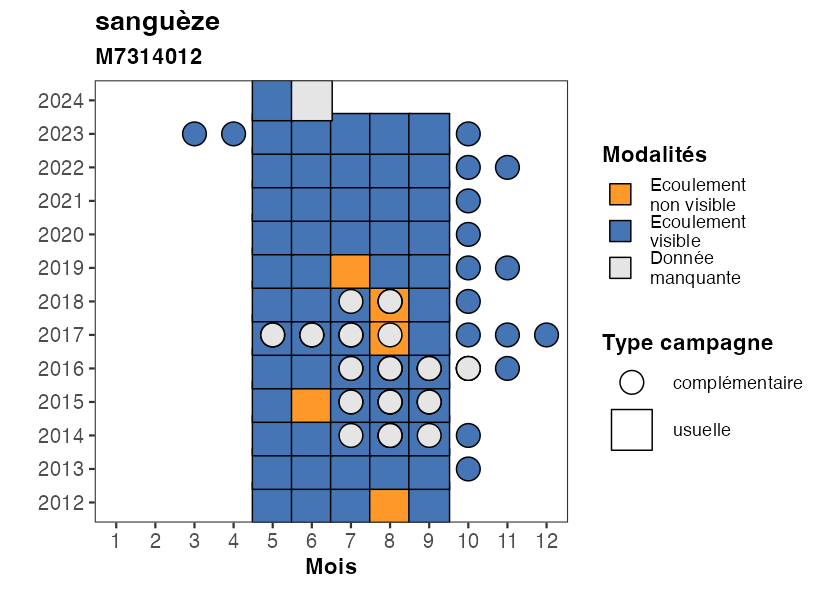 sanguèze
M7314012
2024
2023
2022
2021
2020
2019
2018
2017
2016
2015
2014
2013
2012
1 2 3 4 5 6 7 8 9 10 11 12
Mois
Modalités
Ecoulement
non visible
Ecoulement
visible
Donnée
manquante
Type campagne
complémentaire
usuelle